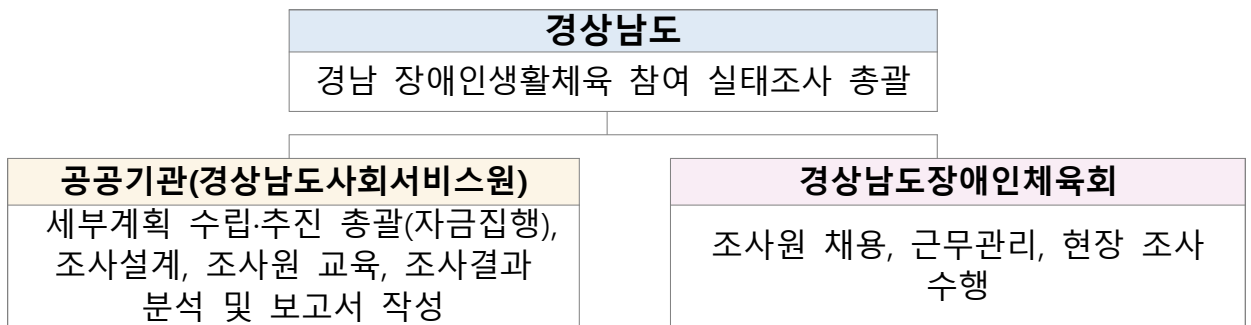 경상남도
경남 장애인생활체육 참여 실태조사 총괄
공공기관(경상남도사회서비스원)
세부계획 수립·추진 총괄(자금집행),
조사설계, 조사원 교육, 조사결과
분석 및 보고서 작성
경상남도장애인체육회
조사원 채용, 근무관리, 현장 조사
수행